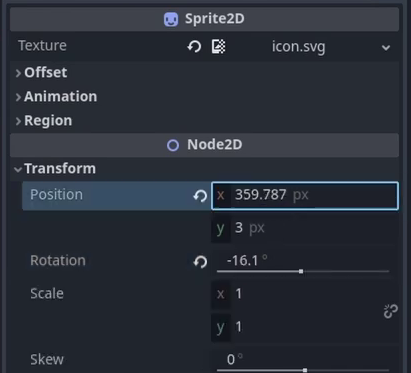 Sprite2D
Texture icon.svg
Offset
Animation
Region
Node2D
Transform
Position x 359.787 px
y 3 px
Rotation -16.1 °
Scale x 1
y 1
Skew 0 °